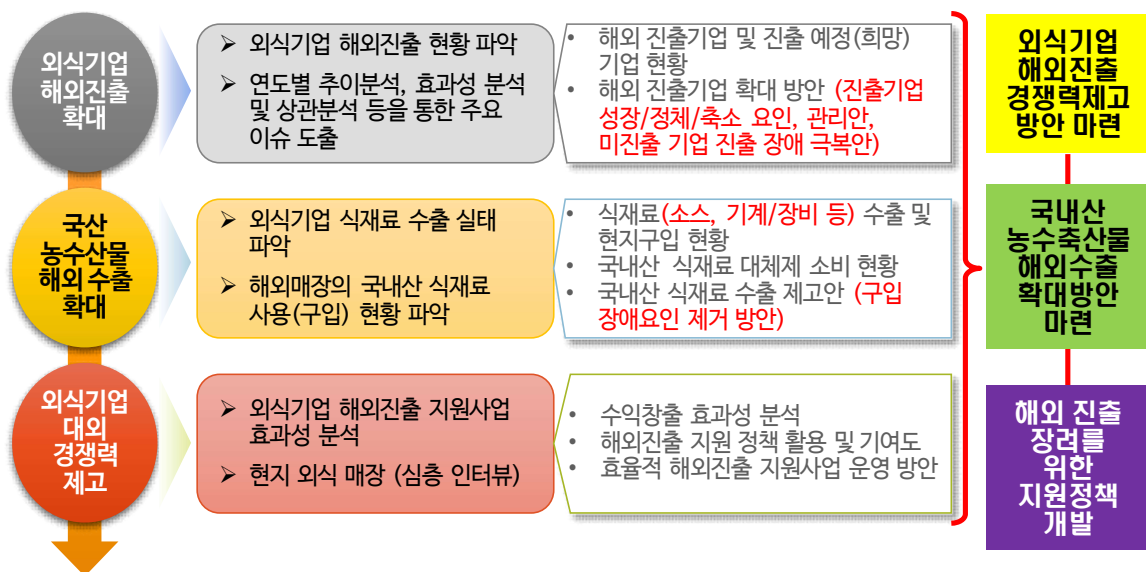 외식기업
해외진출
확대
➢ 외식기업 해외진출 현황 파악
➢ 연도별 추이분석, 효과성 분석
및 상관분석 등을 통한 주요
이슈 도출
• 해외 진출기업 및 진출 예정(희망)
기업 현황
• 해외 진출기업 확대 방안 (진출기업
성장/정체/축소 요인, 관리안,
미진출 기업 진출 장애 극복안)
외식기업
해외진출
경쟁력제고
방안 마련
국산
농수산물
해외 수출
확대
➢ 외식기업 식재료 수출 실태
파악
➢ 해외매장의 국내산 식재료
사용(구입) 현황 파악
• 식재료(소스, 기계/장비 등) 수출 및
현지구입 현황
• 국내산 식재료 대체제 소비 현황
• 국내산 식재료 수출 제고안 (구입
장애요인 제거 방안)
국내산
농수축산물
해외수출
확대방안
마련
외식기업
대외
경쟁력
제고
➢ 외식기업 해외진출 지원사업
효과성 분석
➢ 현지 외식 매장 (심층 인터뷰)
• 수익창출 효과성 분석
• 해외진출 지원 정책 활용 및 기여도
• 효율적 해외진출 지원사업 운영 방안
해외 진출
장려를
위한
지원정책
개발